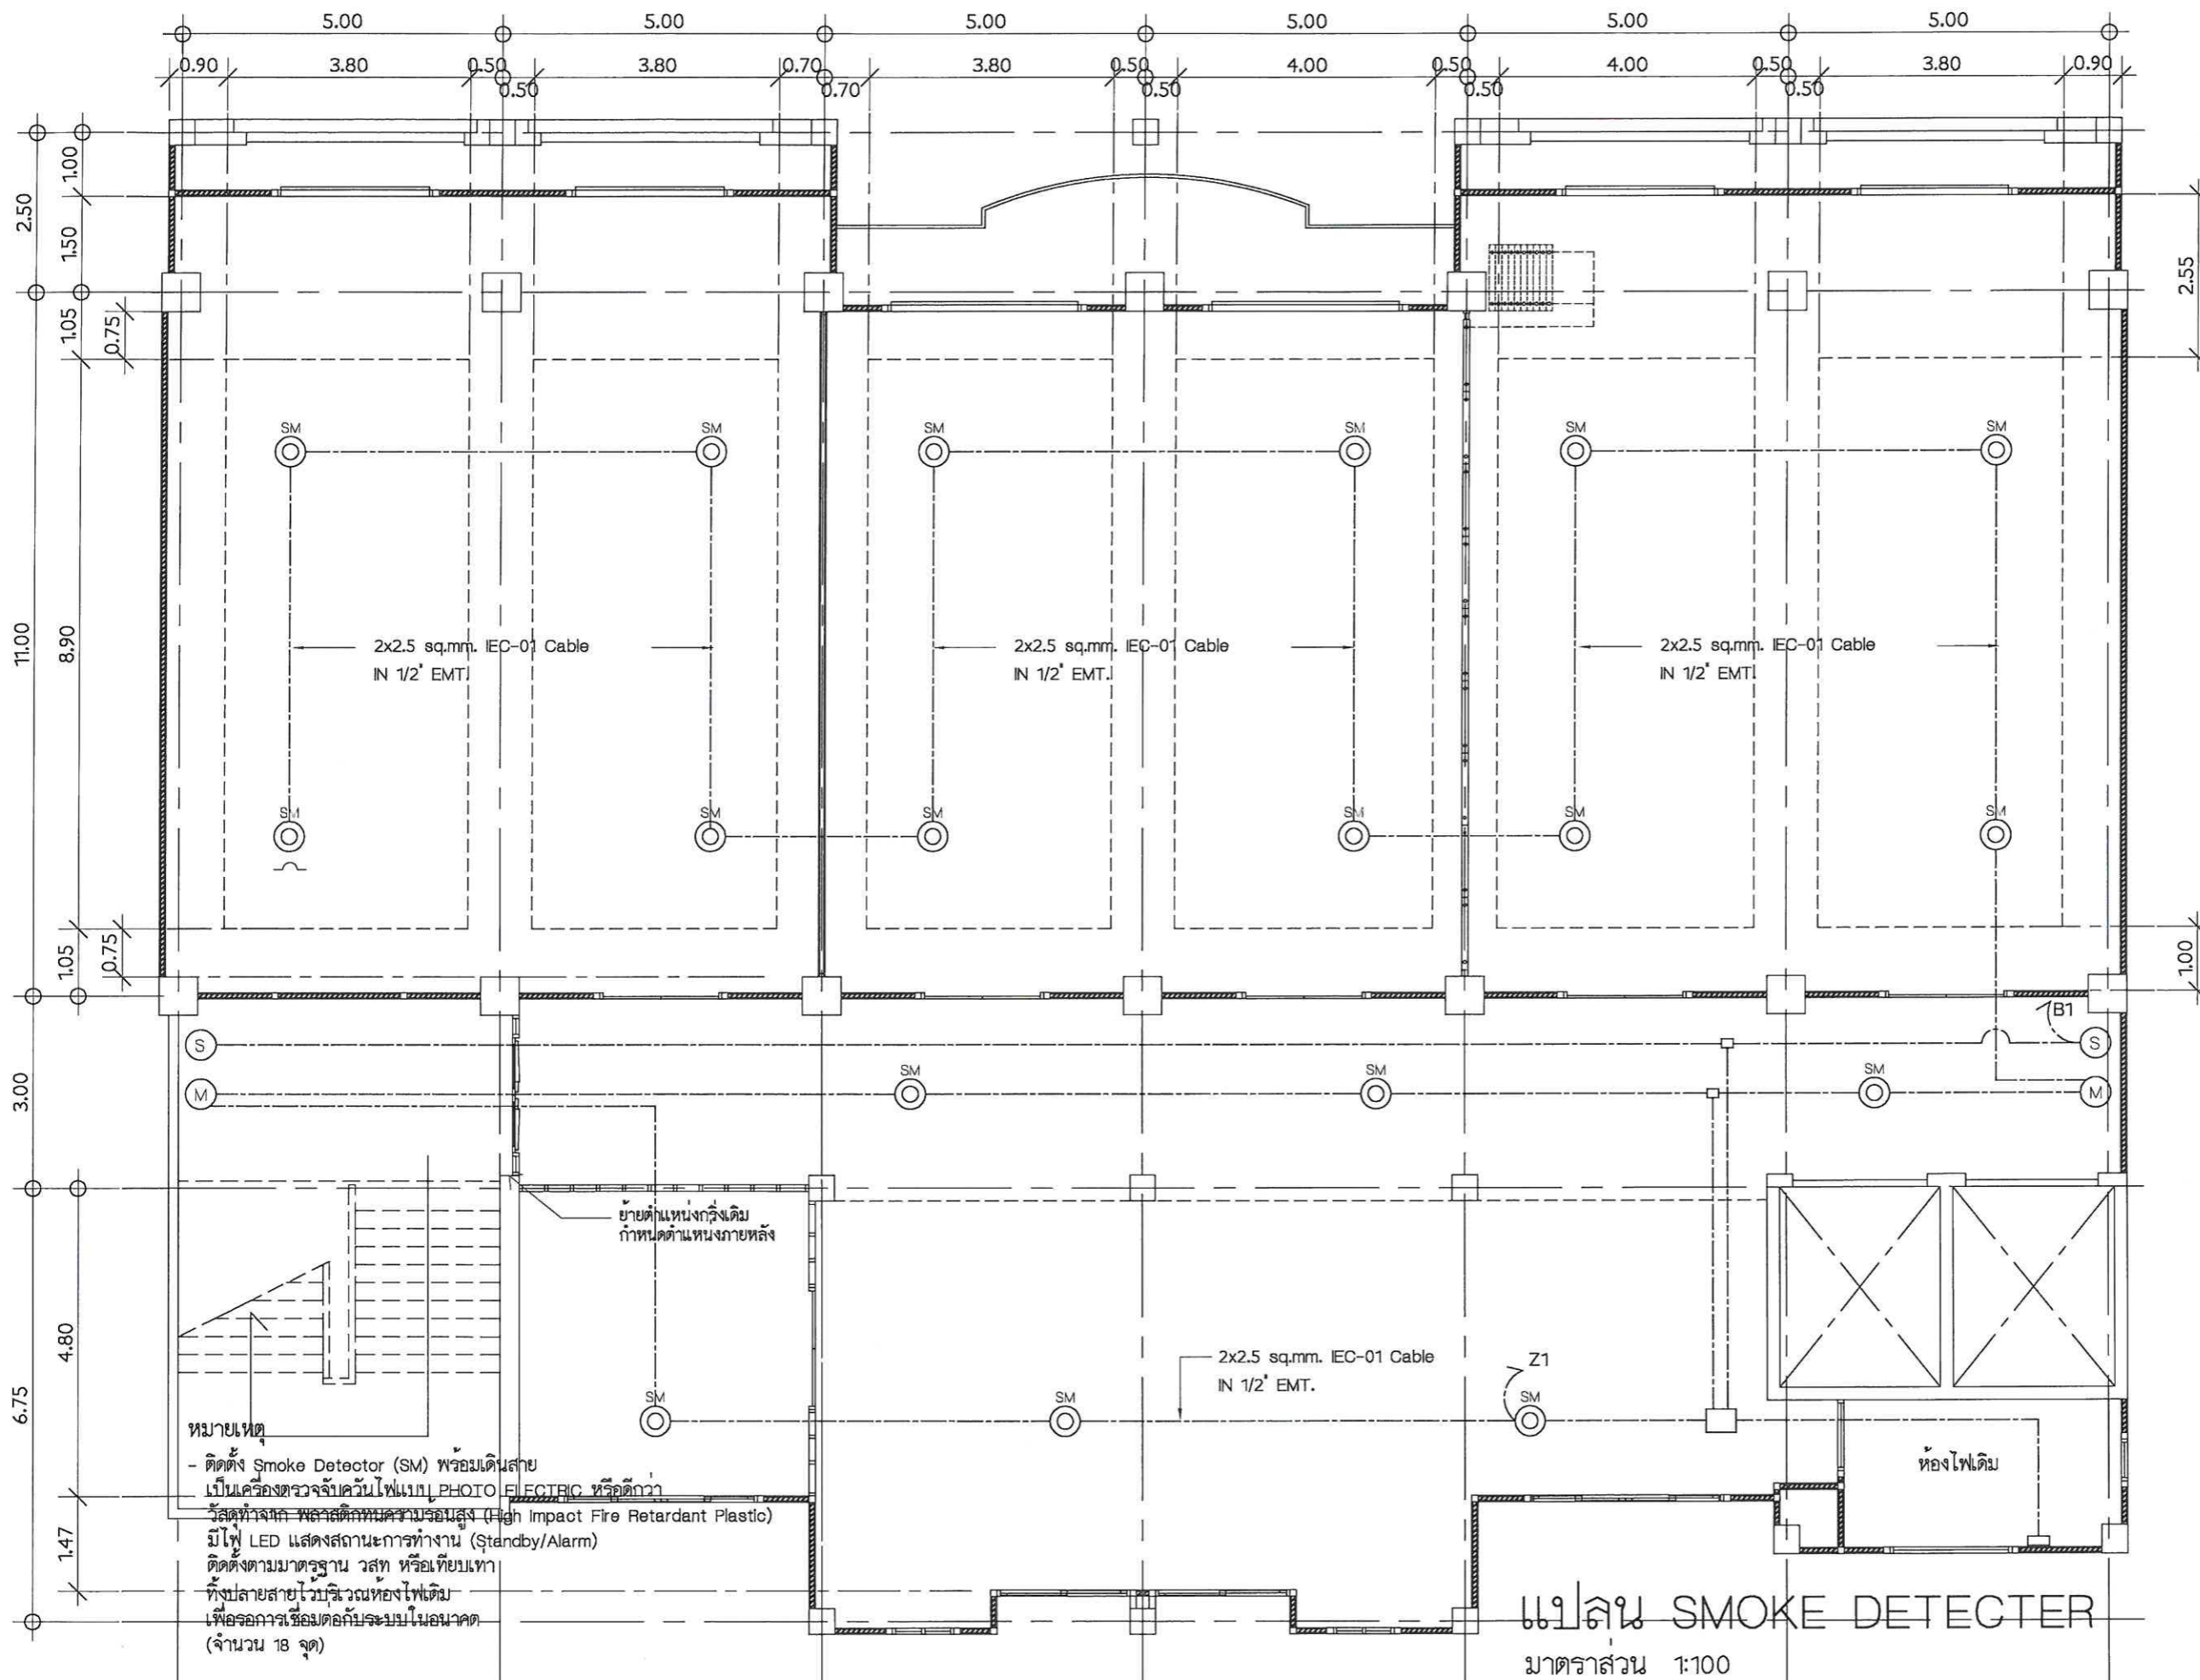 5.00 5.00 5.00 5.00 5.00 5.00
0.90 3.80 0.50 3.80 0.70 3.80 0.50 4.00 0.50 4.00 0.50 3.80 0.90
0.50 0.70 0.50 0.50 0.50
2.50
1.00
1.50
2.55
1.05
0.75
SM SM SM SM SM SM
11.00
8.90
2x2.5 sq.mm. IEC-01 Cable
IN 1/2" EMT.
2x2.5 sq.mm. IEC-01 Cable
IN 1/2" EMT.
2x2.5 sq.mm. IEC-01 Cable
IN 1/2" EMT.
SM SM SM SM SM SM
1.05
0.75
1.00
B1
S S
3.00
M SM SM SM M
ย้ายตำแหน่งกริ่งเดิม
กำหนดตำแหน่งภายหลัง
4.80
6.75
1.47
2x2.5 sq.mm. IEC-01 Cable
IN 1/2" EMT.
Z1
SM SM SM
ห้องไฟเดิม
หมายเหตุ
- ติดตั้ง Smoke Detector (SM) พร้อมเดินสาย
เป็นเครื่องตรวจจับควันไฟแบบ PHOTO ELECTRIC หรือดีกว่า
วัสดุทำจาก พลาสติกทนความร้อนสูง (High Impact Fire Retardant Plastic)
มีไฟ LED แสดงสถานะการทำงาน (Standby/Alarm)
ติดตั้งตามมาตรฐาน วสท หรือเทียบเท่า
ทิ้งปลายสายไว้บริเวณห้องไฟเดิม
เพื่อรอการเชื่อมต่อกับระบบในอนาคต
(จำนวน 18 จุด)
แปลน SMOKE DETECTER
มาตราส่วน 1:100